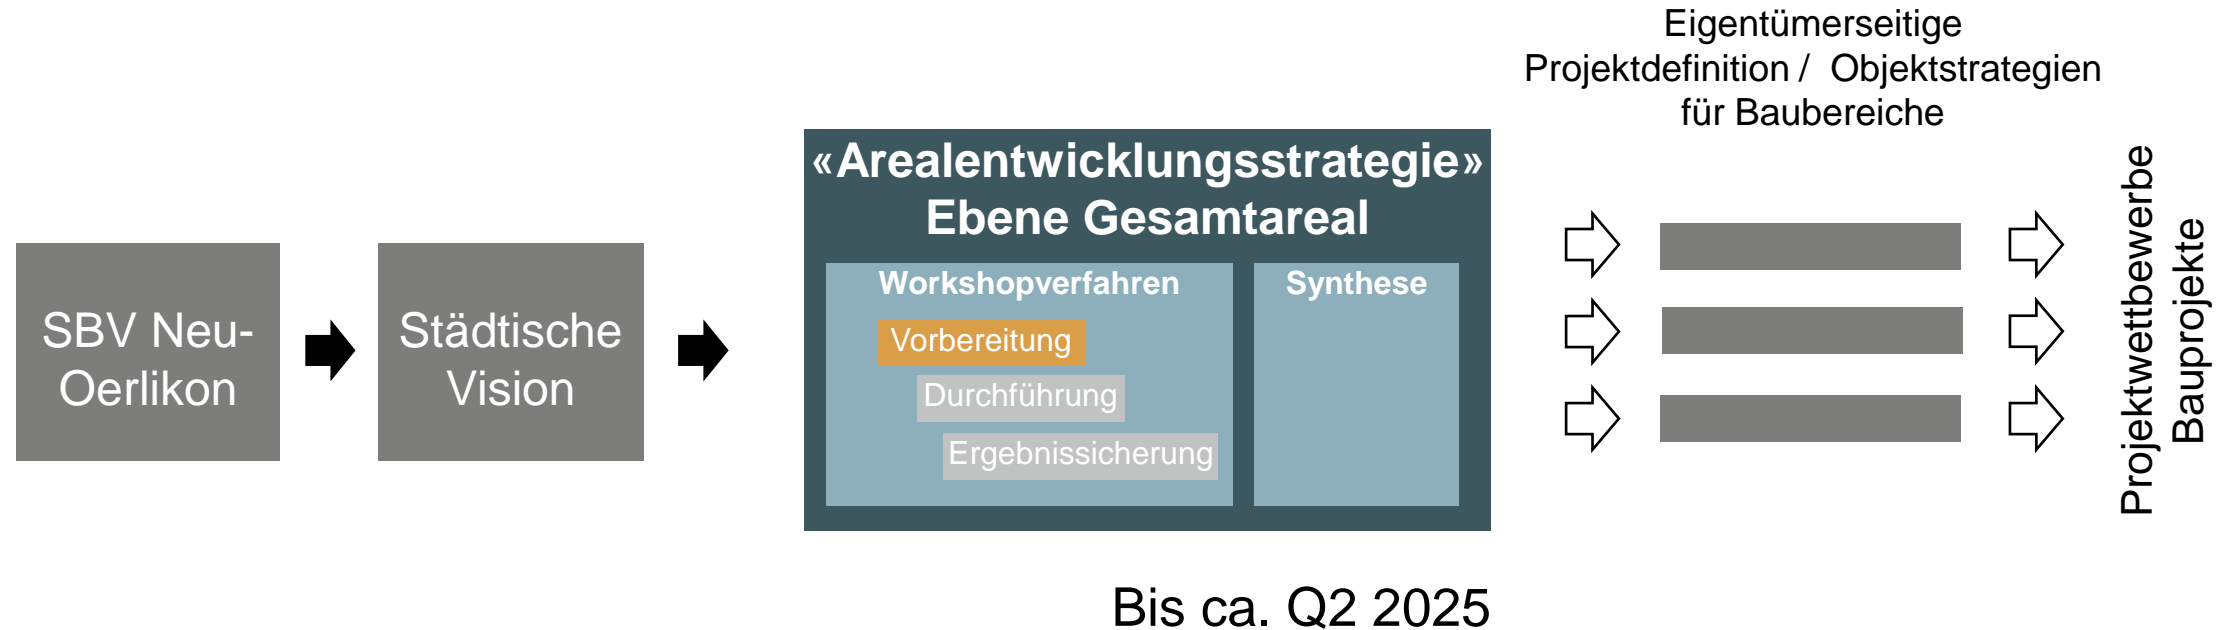 SBV Neu-
Oerlikon
Städtische
Vision
«Arealentwicklungsstrategie»
Ebene Gesamtareal
Workshopverfahren
Vorbereitung
Durchführung
Ergebnissicherung
Synthese
Bis ca. Q2 2025
Eigentümerseitige
Projektdefinition / Objektstrategien
für Baubereiche
Projektwettbewerbe
Bauprojekte